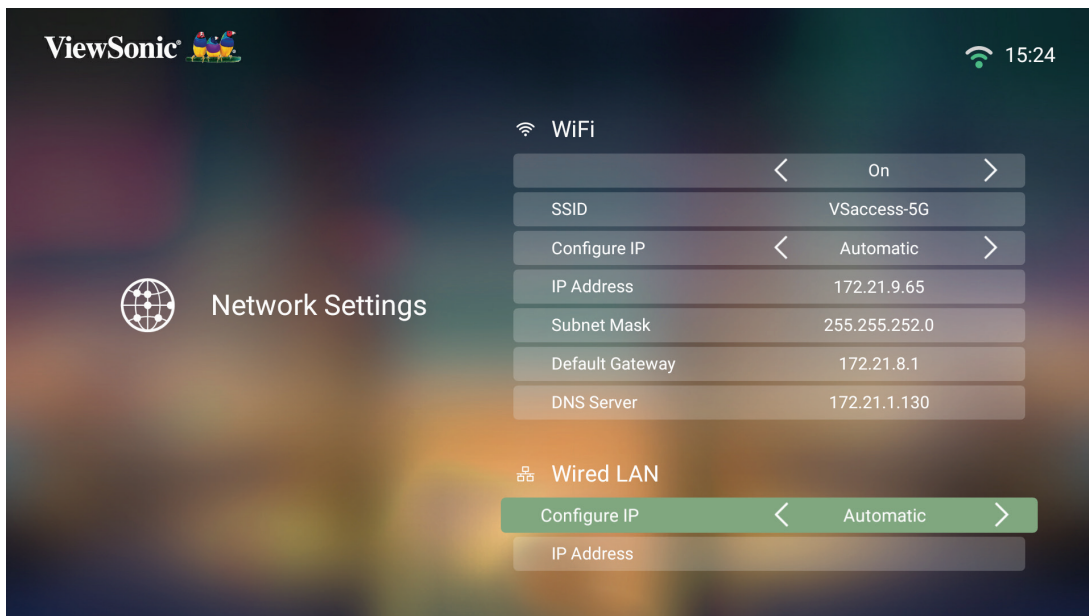 ViewSonic®
15:24
WiFi
On
SSID VSaccess-5G
Configure IP Automatic
IP Address 172.21.9.65
Network Settings
Subnet Mask 255.255.252.0
Default Gateway 172.21.8.1
DNS Server 172.21.1.130
Wired LAN
Configure IP Automatic
IP Address